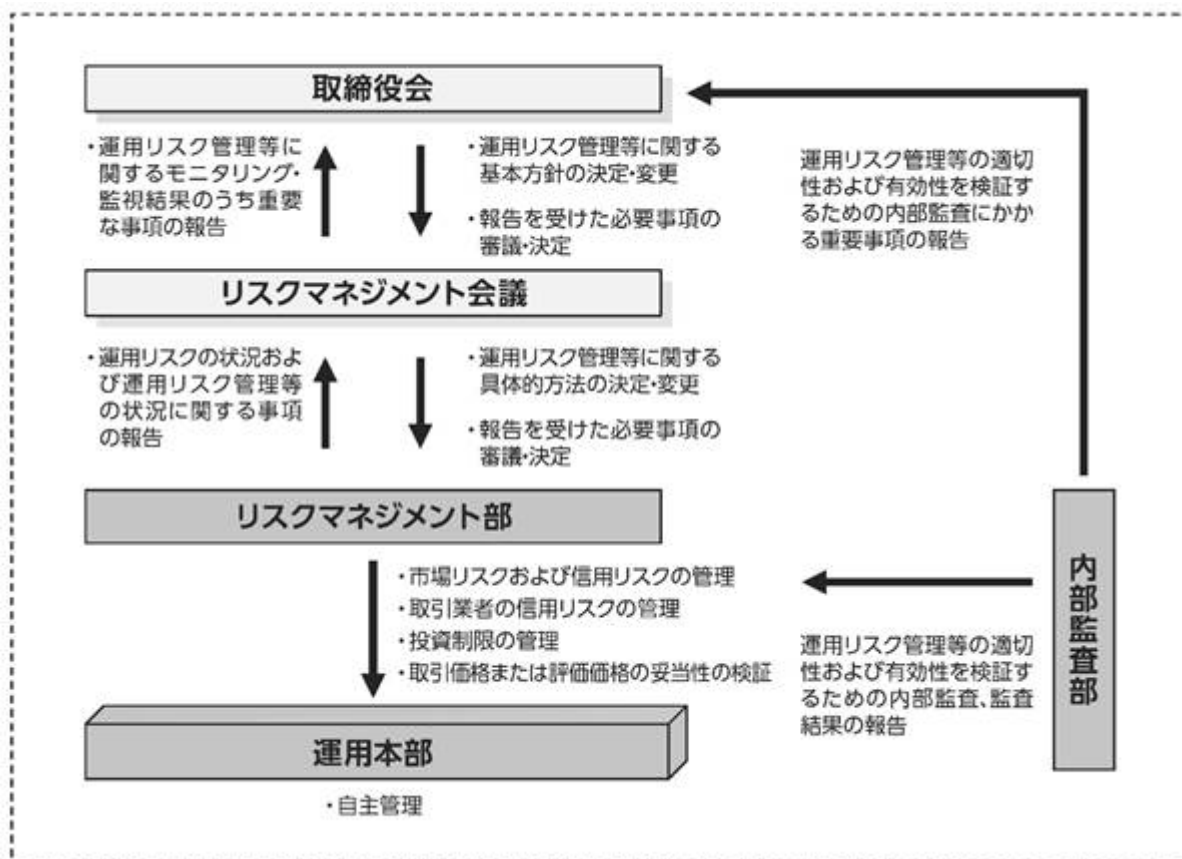 取締役会
・運用リスク管理等に
関するモニタリング・
監視結果のうち重要
な事項の報告
・運用リスク管理等に関する
基本方針の決定・変更
・報告を受けた必要事項の
審議・決定
運用リスク管理等の適切
性および有効性を検証す
るための内部監査にかか
る重要事項の報告
リスクマネジメント会議
・運用リスクの状況およ
び運用リスク管理等
の状況に関する事項
の報告
・運用リスク管理等に関する
具体的方法の決定・変更
・報告を受けた必要事項の
審議・決定
リスクマネジメント部
・市場リスクおよび信用リスクの管理
・取引業者の信用リスクの管理
・投資制限の管理
・取引価格または評価価格の妥当性の検証
内部監査部
運用リスク管理等の適切
性および有効性を検証す
るための内部監査、監査
結果の報告
運用本部
・自主管理